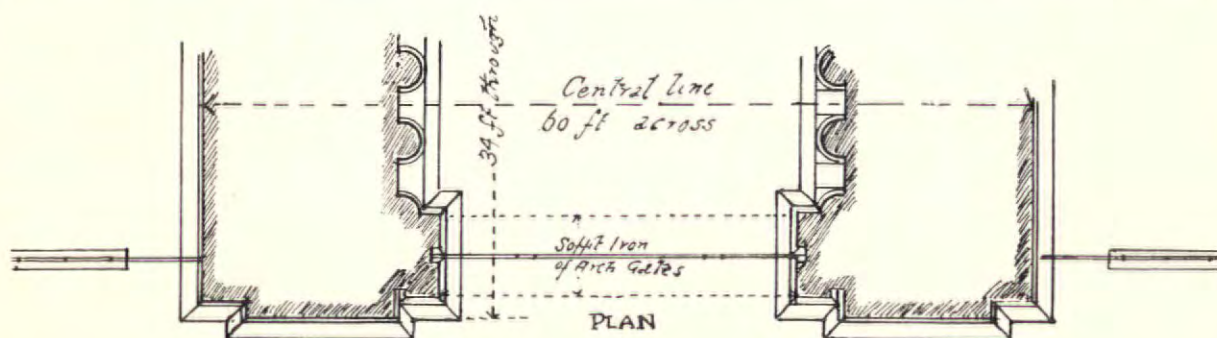 34 ft through
Central line
60 ft across
Soffit Iron
of Arch Gates
PLAN